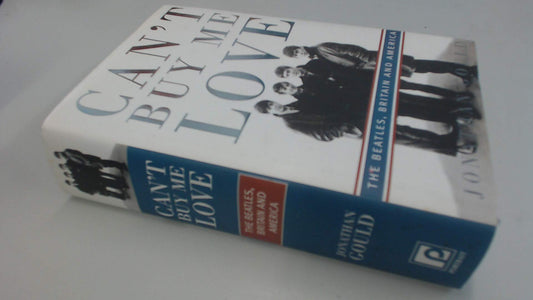 CAN'T
BUY ME
LOVE
THE BEATLES, BRITAIN AND AMERICA
CAN'T
BUY ME
LOVE
THE BEATLES,
BRITAIN AND
AMERICA
JONATHAN
GOULD